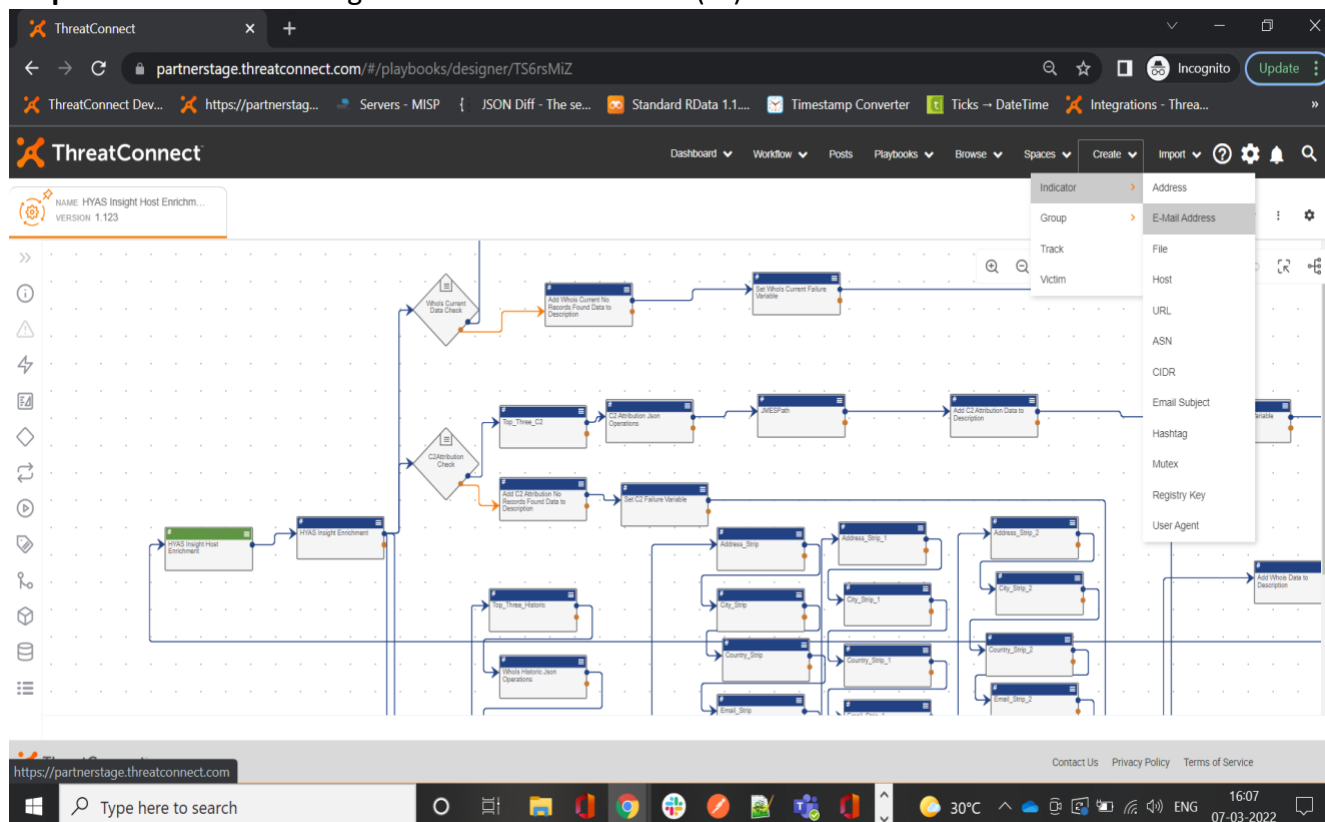 ThreatConnect
partnerstage.threatconnect.com/#/playbooks/designer/TS6rsMiZ
Incognito
Update
ThreatConnect Dev...
https://partnerstag...
Servers - MISP
JSON Diff - The se...
Standard RData 1.1....
Timestamp Converter
Ticks → DateTime
Integrations - Threa...
»
ThreatConnect
Dashboard
Workflow
Posts
Playbooks
Browse
Spaces
Create
Import
NAME HYAS Insight Host Enrichm...
VERSION 1.123
Indicator
Group
Track
Victim
Address
E-Mail Address
File
Host
URL
ASN
CIDR
Email Subject
Hashtag
Mutex
Registry Key
User Agent
WhoIs Current
Data Check
Add WhoIs Current No
Records Found Data to
Description
Set WhoIs Current Failure
Variable
C2Attribution
Check
Top_Three_C2
C2 Attribution Json
Operations
JMESPath
Add C2 Attribution Data to
Description
Add C2 Attribution No
Records Found Data to
Description
Set C2 Failure Variable
HYAS Insight Host
Enrichment
HYAS Insight Enrichment
Address_Strip
Address_Strip_1
Address_Strip_2
Top_Three_Historic
City_Strip
City_Strip_1
City_Strip_2
Add WhoIs Data to
Description
WhoIs Historic Json
Operations
Country_Strip
Country_Strip_1
Country_Strip_2
Email_Strip
Email_Strip_2
https://partnerstage.threatconnect.com
Contact Us
Privacy Policy
Terms of Service
Type here to search
30°C
ENG
16:07
07-03-2022